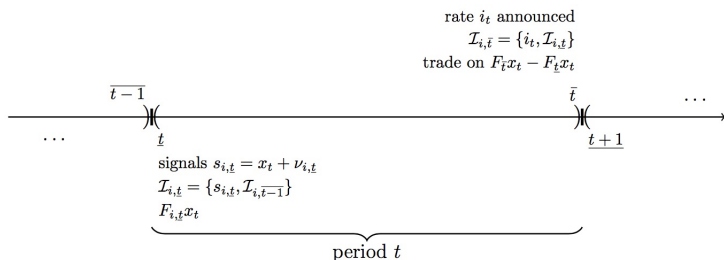 rate $i_t$ announced
$\mathcal{I}_{i,\bar{t}} = \{i_t, \mathcal{I}_{i,\underline{t}}\}$
trade on $F_{\bar{t}}x_t - F_{\underline{t}}x_t$
$\overline{t-1}$
$\bar{t}$
...
...
$\underline{t}$
$\underline{t+1}$
signals $s_{i,\underline{t}} = x_t + \nu_{i,\underline{t}}$
$\mathcal{I}_{i,\underline{t}} = \{s_{i,\underline{t}}, \mathcal{I}_{i,\overline{t-1}}\}$
$F_{i,\underline{t}}x_t$
period $t$